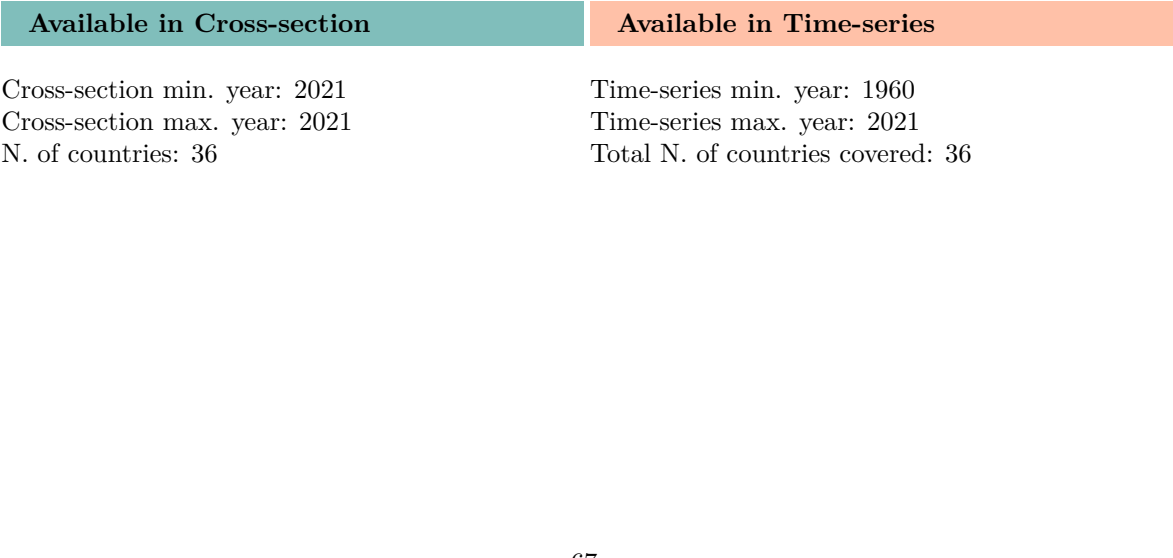 Available in Cross-section
Available in Time-series
Cross-section min. year: 2021
Cross-section max. year: 2021
N. of countries: 36
Time-series min. year: 1960
Time-series max. year: 2021
Total N. of countries covered: 36